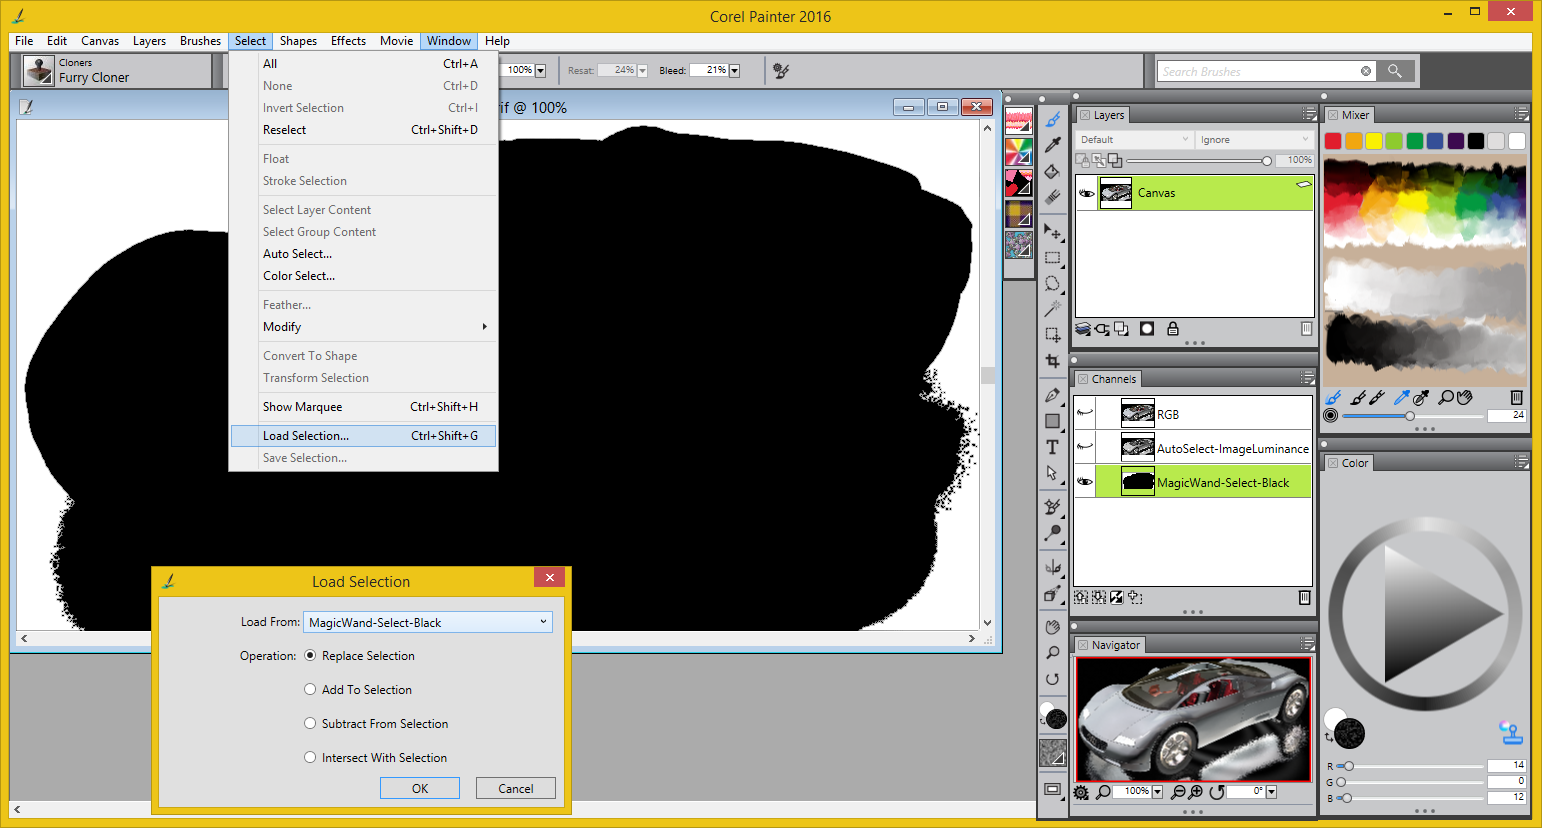 Corel Painter 2016
File Edit Canvas Layers Brushes Select Shapes Effects Movie Window Help
Cloners
Furry Cloner
100% Resat: 24% Bleed: 21%
Search Brushes
if @ 100%
All Ctrl+A
None Ctrl+D
Invert Selection Ctrl+I
Reselect Ctrl+Shift+D
Float
Stroke Selection
Select Layer Content
Select Group Content
Auto Select...
Color Select...
Feather...
Modify
Convert To Shape
Transform Selection
Show Marquee Ctrl+Shift+H
Load Selection... Ctrl+Shift+G
Save Selection...
Load Selection
Load From: MagicWand-Select-Black
Operation: Replace Selection
Add To Selection
Subtract From Selection
Intersect With Selection
OK Cancel
T
Layers
Default Ignore
100%
Canvas
Channels
RGB
AutoSelect-ImageLuminance
MagicWand-Select-Black
Navigator
100% 0°
Mixer
24
Color
R 14
G 0
B 12